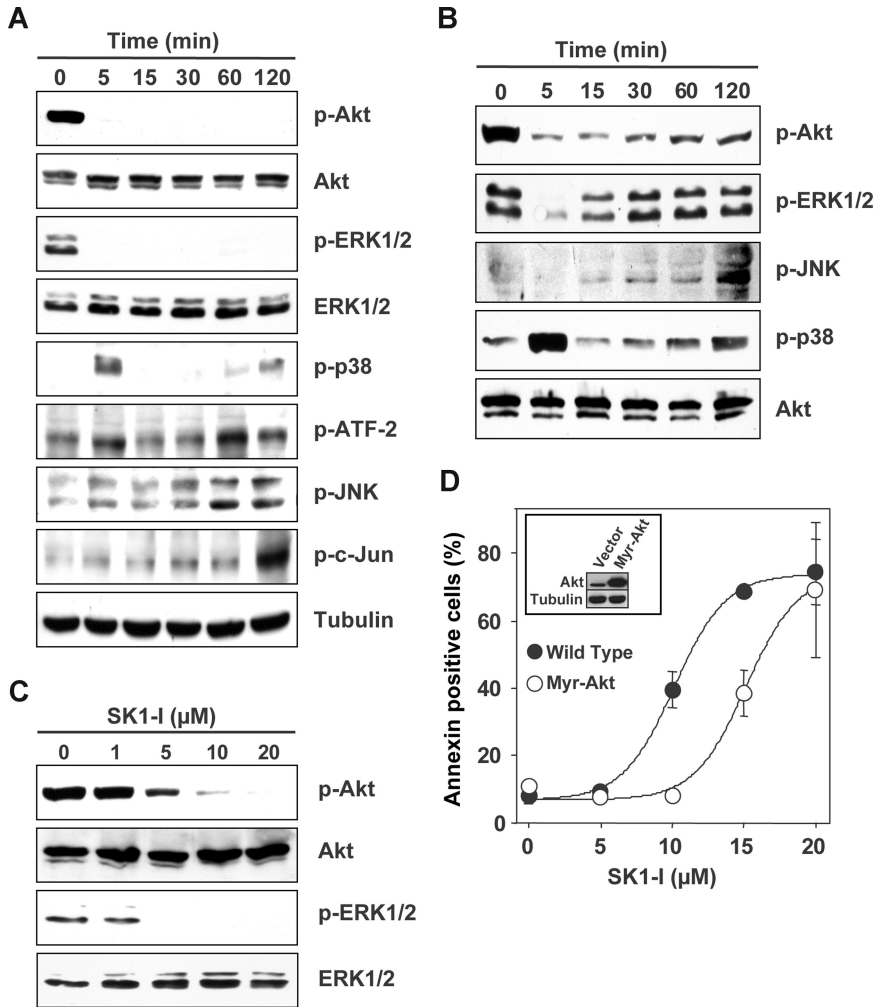 A
Time (min)
0 5 15 30 60 120
p-Akt
Akt
p-ERK1/2
ERK1/2
p-p38
p-ATF-2
p-JNK
p-c-Jun
Tubulin
B
Time (min)
0 5 15 30 60 120
p-Akt
p-ERK1/2
p-JNK
p-p38
Akt
C
SK1-I (µM)
0 1 5 10 20
p-Akt
Akt
p-ERK1/2
ERK1/2
D
Annexin positive cells (%)
80
60
40
20
0
Vector
Myr-Akt
Akt
Tubulin
Wild Type
Myr-Akt
0 5 10 15 20
SK1-I (µM)